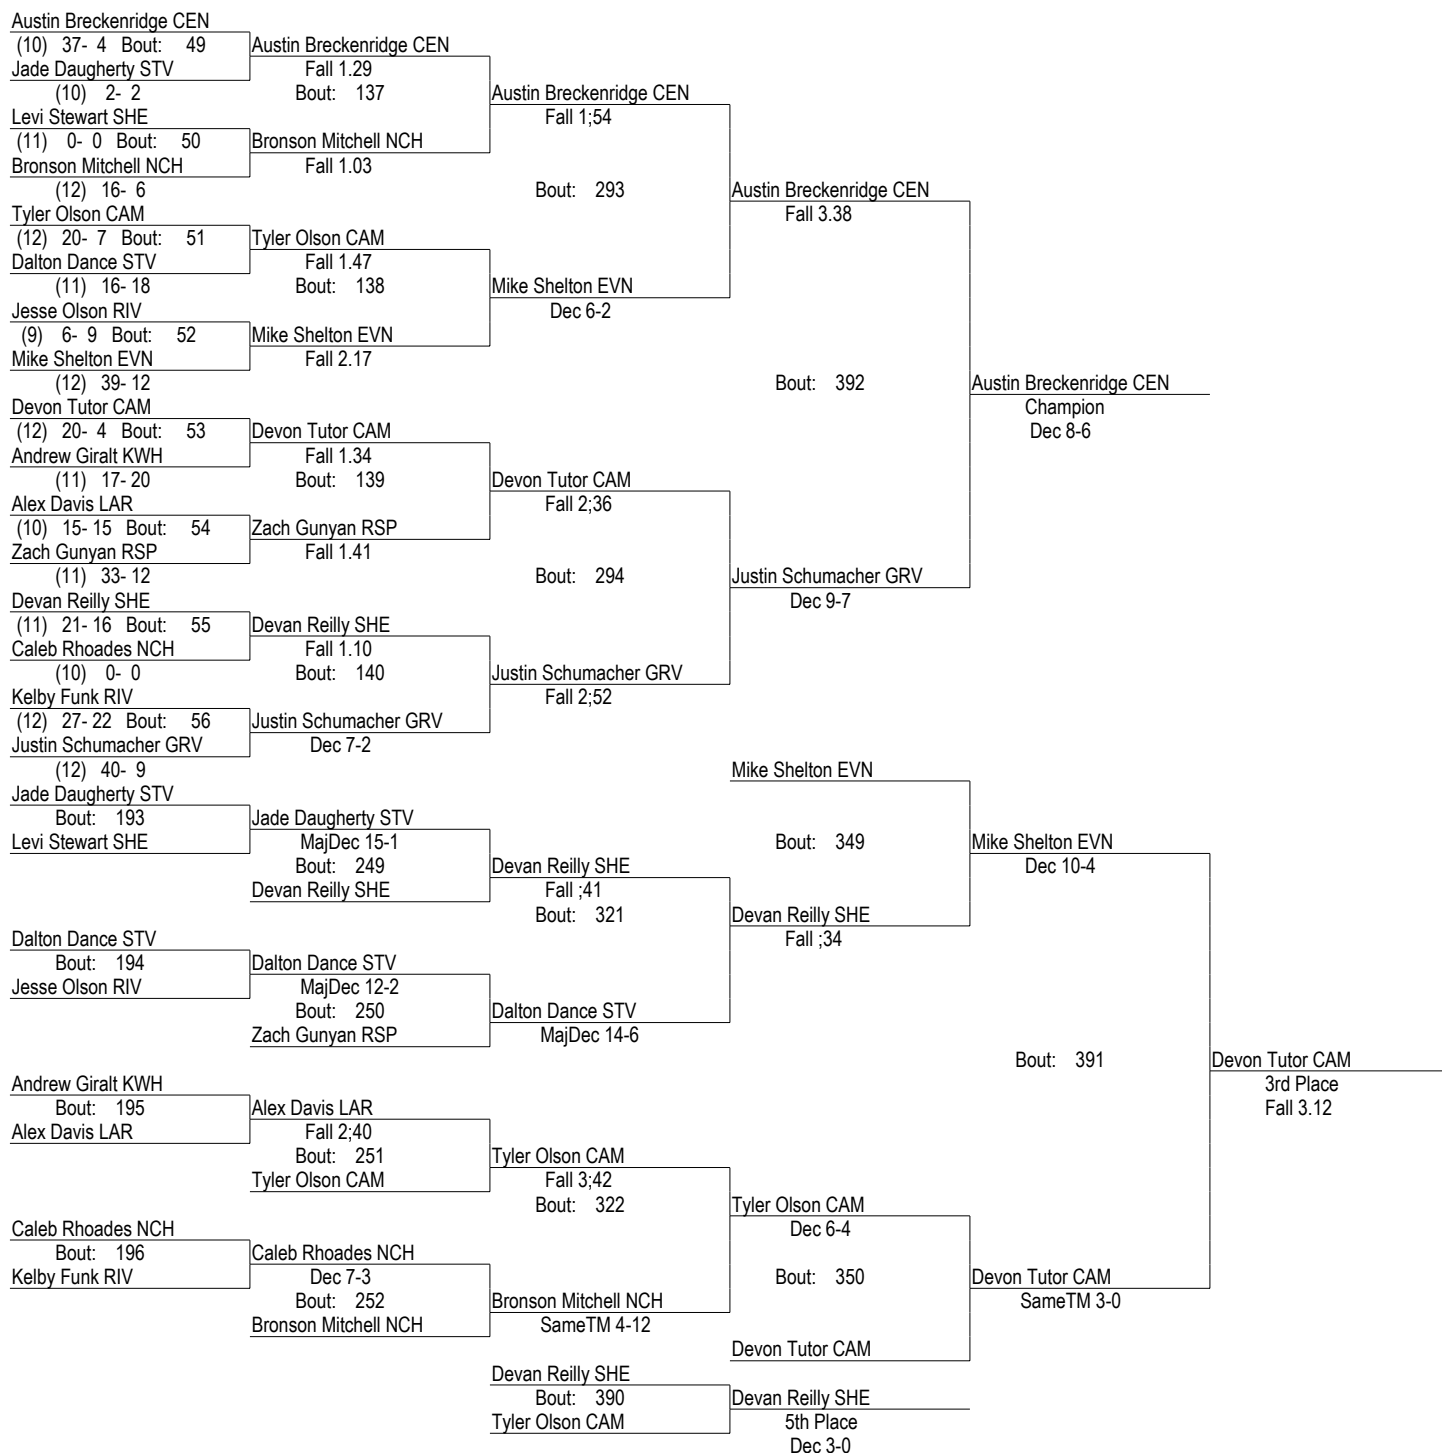 Austin Breckenridge CEN
(10) 37- 4 Bout: 49
Austin Breckenridge CEN
Jade Daugherty STV
Fall 1.29
(10) 2- 2
Bout: 137
Austin Breckenridge CEN
Levi Stewart SHE
Fall 1;54
(11) 0- 0 Bout: 50
Bronson Mitchell NCH
Bronson Mitchell NCH
Fall 1.03
(12) 16- 6
Bout: 293
Austin Breckenridge CEN
Tyler Olson CAM
Fall 3.38
(12) 20- 7 Bout: 51
Tyler Olson CAM
Dalton Dance STV
Fall 1.47
(11) 16- 18
Bout: 138
Mike Shelton EVN
Jesse Olson RIV
Dec 6-2
(9) 6- 9 Bout: 52
Mike Shelton EVN
Mike Shelton EVN
Fall 2.17
(12) 39- 12
Bout: 392
Austin Breckenridge CEN
Devon Tutor CAM
Champion
(12) 20- 4 Bout: 53
Devon Tutor CAM
Dec 8-6
Andrew Giralt KWH
Fall 1.34
(11) 17- 20
Bout: 139
Devon Tutor CAM
Alex Davis LAR
Fall 2;36
(10) 15- 15 Bout: 54
Zach Gunyan RSP
Zach Gunyan RSP
Fall 1.41
(11) 33- 12
Bout: 294
Justin Schumacher GRV
Devan Reilly SHE
Dec 9-7
(11) 21- 16 Bout: 55
Devan Reilly SHE
Caleb Rhoades NCH
Fall 1.10
(10) 0- 0
Bout: 140
Justin Schumacher GRV
Kelby Funk RIV
Fall 2;52
(12) 27- 22 Bout: 56
Justin Schumacher GRV
Justin Schumacher GRV
Dec 7-2
(12) 40- 9
Mike Shelton EVN
Jade Daugherty STV
Bout: 193
Jade Daugherty STV
Levi Stewart SHE
MajDec 15-1
Bout: 349
Mike Shelton EVN
Bout: 249
Devan Reilly SHE
Dec 10-4
Devan Reilly SHE
Fall ;41
Bout: 321
Devan Reilly SHE
Dalton Dance STV
Fall ;34
Bout: 194
Dalton Dance STV
Jesse Olson RIV
MajDec 12-2
Bout: 250
Dalton Dance STV
Zach Gunyan RSP
MajDec 14-6
Bout: 391
Devon Tutor CAM
Andrew Giralt KWH
3rd Place
Bout: 195
Alex Davis LAR
Fall 3.12
Alex Davis LAR
Fall 2;40
Bout: 251
Tyler Olson CAM
Tyler Olson CAM
Fall 3;42
Bout: 322
Tyler Olson CAM
Caleb Rhoades NCH
Dec 6-4
Bout: 196
Caleb Rhoades NCH
Kelby Funk RIV
Dec 7-3
Bout: 350
Devon Tutor CAM
Bout: 252
Bronson Mitchell NCH
SameTM 3-0
Bronson Mitchell NCH
SameTM 4-12
Devon Tutor CAM
Devan Reilly SHE
Bout: 390
Devan Reilly SHE
Tyler Olson CAM
5th Place
Dec 3-0